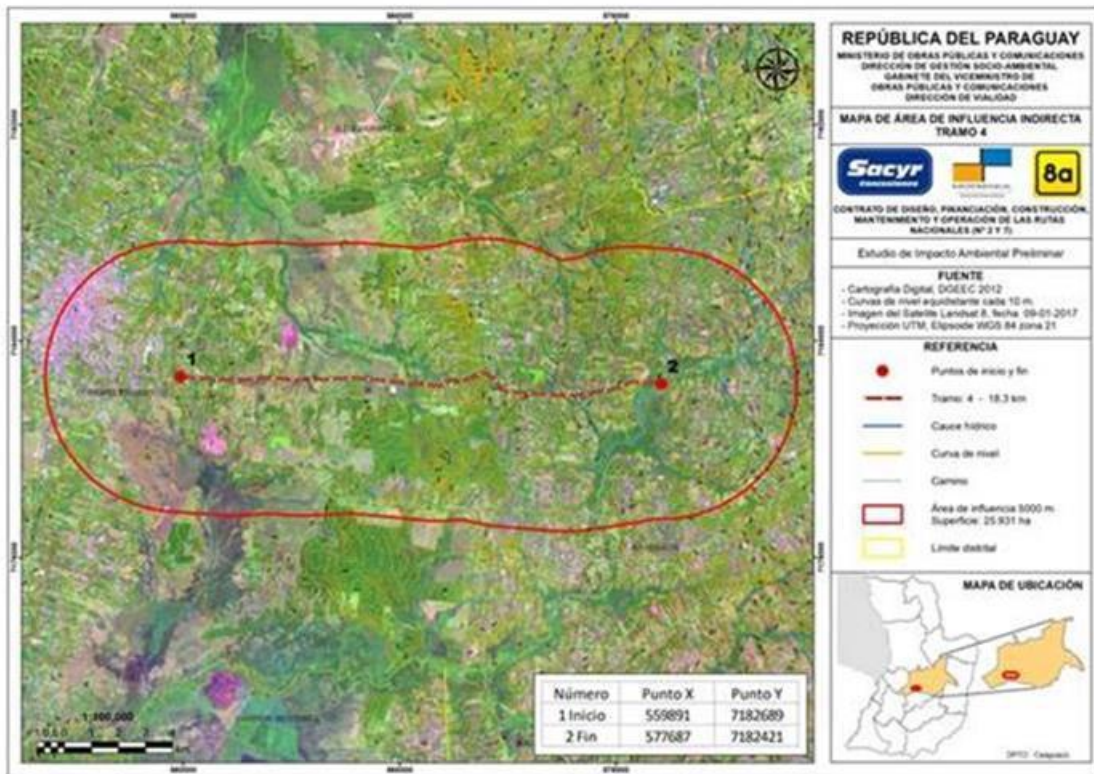 REPÚBLICA DEL PARAGUAY
MINISTERIO DE OBRAS PÚBLICAS Y COMUNICACIONES
DIRECCIÓN DE GESTIÓN SOCIO-AMBIENTAL
GABINETE DEL VICEMINISTRO DE
OBRAS PÚBLICAS Y COMUNICACIONES
DIRECCIÓN DE VIALIDAD
MAPA DE ÁREA DE INFLUENCIA INDIRECTA
TRAMO 4
Sacyr
Concesiones
8a
CONTRATO DE DISEÑO, FINANCIACIÓN, CONSTRUCCIÓN,
MANTENIMIENTO Y OPERACIÓN DE LAS RUTAS
NACIONALES (Nº 2 Y 7)
Estudio de Impacto Ambiental Preliminar
FUENTE
- Cartografía Digital, DGEEC 2012
- Curvas de nivel equidistante cada 10 m
- Imagen del Satelite Landsat 8, fecha 09-01-2017
- Proyección UTM, Elipsoide WGS 84 zona 21
REFERENCIA
Puntos de inicio y fin
Tramo: 4 - 18.3 km
Cauce hídrico
Curva de nivel
Camino
Área de influencia 5000 m
Superficie: 25.931 ha
Límite distrital
MAPA DE UBICACIÓN
1
2
1:100,000
Número Punto X Punto Y
1 Inicio 559891 7182689
2 Fin 577687 7182421